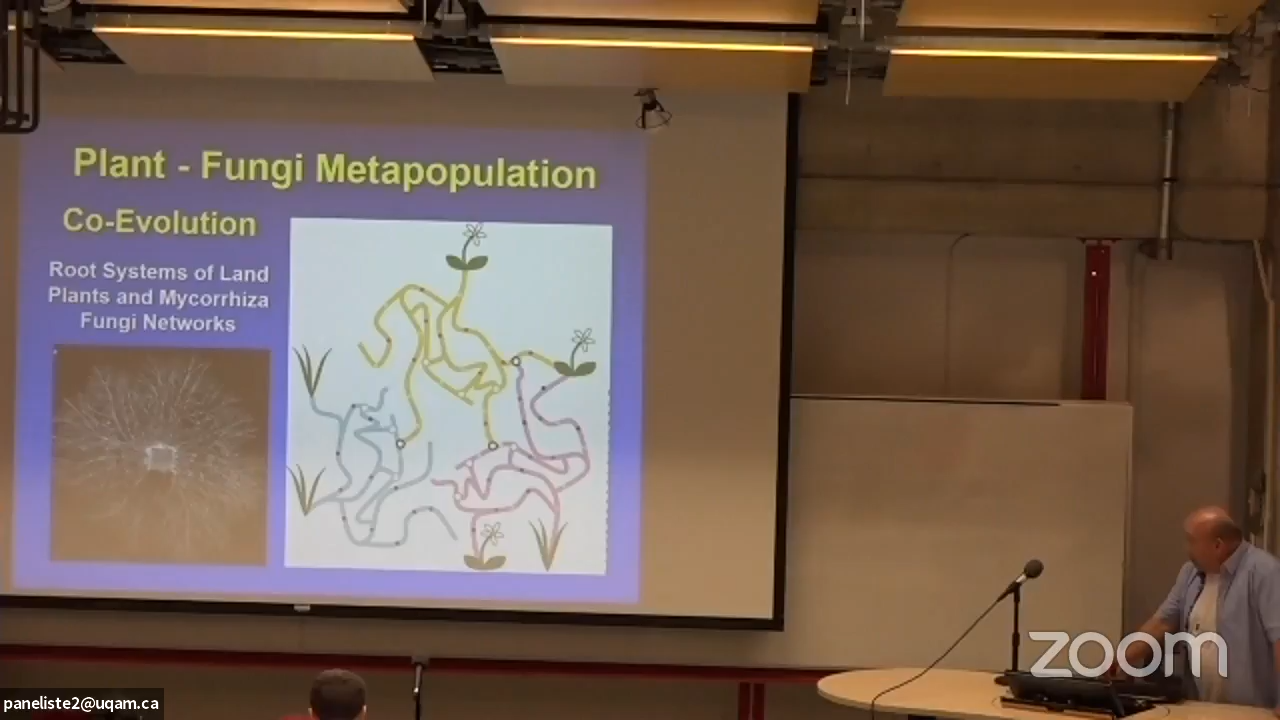 Plant - Fungi Metapopulation
Co-Evolution
Root Systems of Land
Plants and Mycorrhiza
Fungi Networks
zoom
paneliste2@uqam.ca